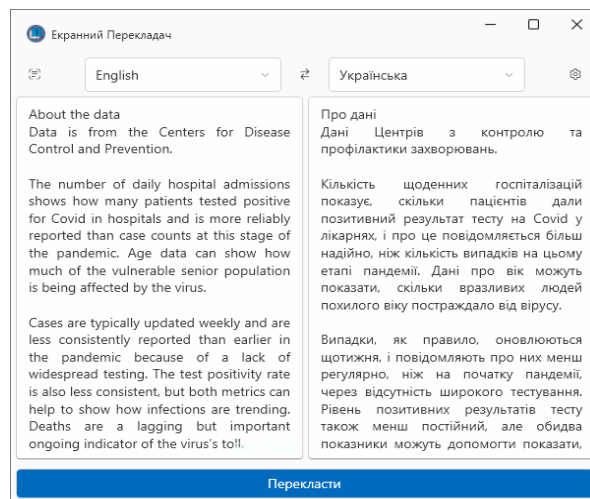 Екранний Перекладач
English
Українська
About the data
Data is from the Centers for Disease
Control and Prevention.
The number of daily hospital admissions
shows how many patients tested positive
for Covid in hospitals and is more reliably
reported than case counts at this stage of
the pandemic. Age data can show how
much of the vulnerable senior population
is being affected by the virus.
Cases are typically updated weekly and are
less consistently reported than earlier in
the pandemic because of a lack of
widespread testing. The test positivity rate
is also less consistent, but both metrics can
help to show how infections are trending.
Deaths are a lagging but important
ongoing indicator of the virus's toll.
Про дані
Дані Центрів з контролю та
профілактики захворювань.
Кількість щоденних госпіталізацій
показує, скільки пацієнтів дали
позитивний результат тесту на Covid у
лікарнях, і про це повідомляється більш
надійно, ніж кількість випадків на цьому
етапі пандемії. Дані про вік можуть
показати, скільки вразливих людей
похилого віку постраждало від вірусу.
Випадки, як правило, оновлюються
щотижня, і повідомляють про них менш
регулярно, ніж на початку пандемії,
через відсутність широкого тестування.
Рівень позитивних результатів тесту
також менш постійний, але обидва
показники можуть допомогти показати,
Перекласти